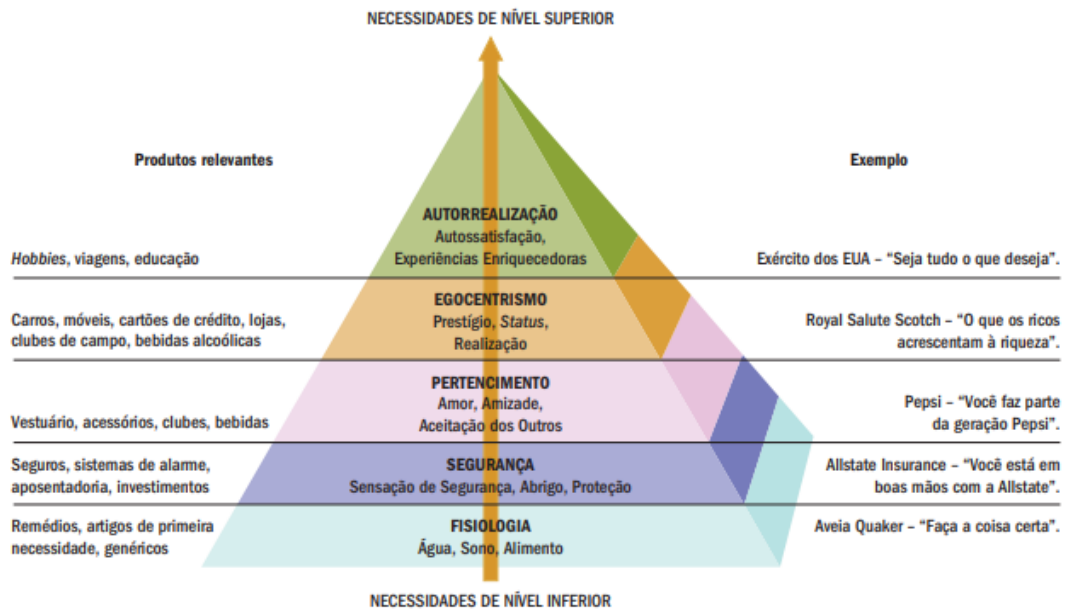 NECESSIDADES DE NÍVEL SUPERIOR
Produtos relevantes
Exemplo
AUTORREALIZAÇÃO
Autossatisfação,
Experiências Enriquecedoras
Hobbies, viagens, educação
Exército dos EUA – “Seja tudo o que deseja”.
EGOCENTRISMO
Prestígio, Status,
Realização
Carros, móveis, cartões de crédito, lojas,
clubes de campo, bebidas alcoólicas
Royal Salute Scotch – “O que os ricos
acrescentam à riqueza”.
PERTENCIMENTO
Amor, Amizade,
Aceitação dos Outros
Vestuário, acessórios, clubes, bebidas
Pepsi – “Você faz parte
da geração Pepsi”.
SEGURANÇA
Sensação de Segurança, Abrigo, Proteção
Seguros, sistemas de alarme,
aposentadoria, investimentos
Allstate Insurance – “Você está em
boas mãos com a Allstate”.
FISIOLOGIA
Água, Sono, Alimento
Remédios, artigos de primeira
necessidade, genéricos
Aveia Quaker – “Faça a coisa certa”.
NECESSIDADES DE NÍVEL INFERIOR